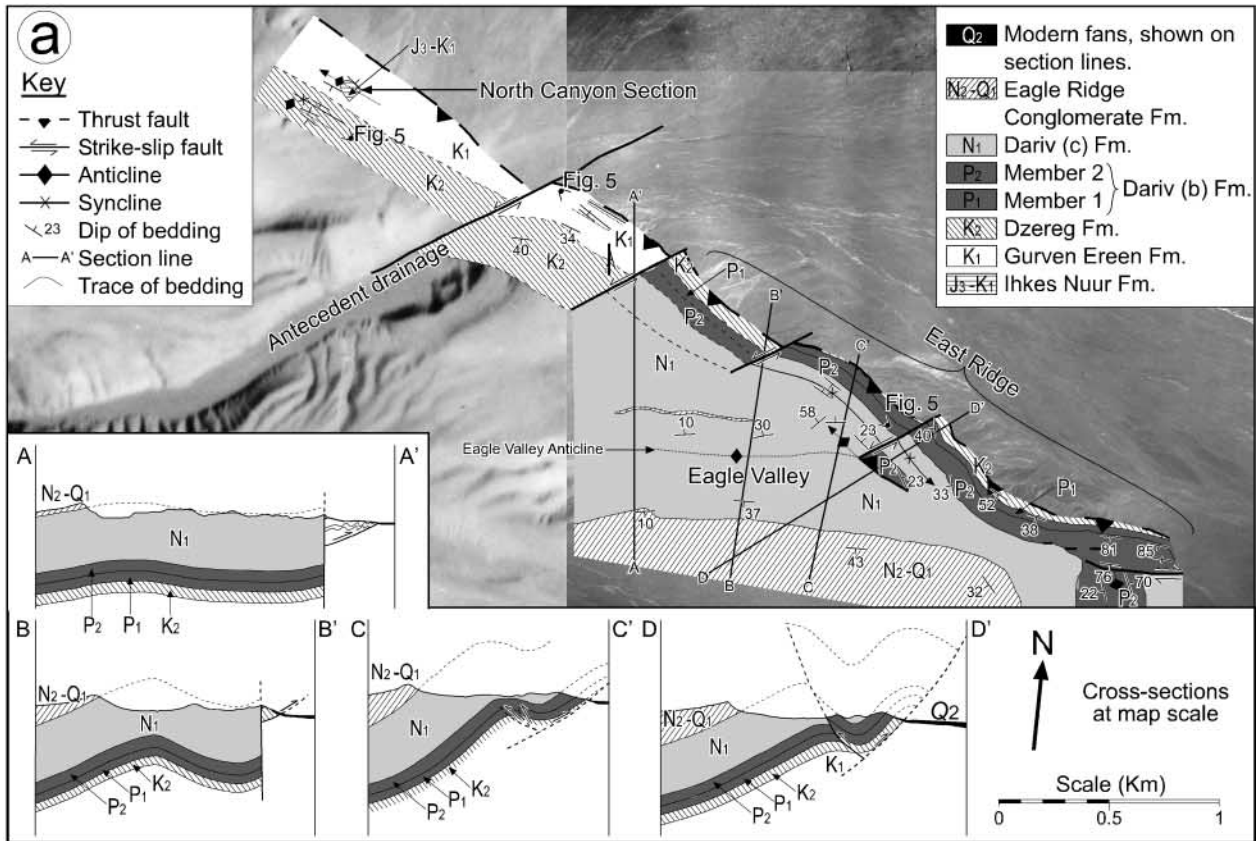 a
Key
Thrust fault
Strike-slip fault
Anticline
Syncline
23 Dip of bedding
A A' Section line
Trace of bedding
Q2 Modern fans, shown on
section lines.
N2-Q1 Eagle Ridge
Conglomerate Fm.
N1 Dariv (c) Fm.
P2 Member 2
P1 Member 1
Dariv (b) Fm.
K2 Dzereg Fm.
K1 Gurven Ereen Fm.
J3-K1 Ihkes Nuur Fm.
J3-K1
North Canyon Section
Fig. 5
K1
K2
Fig. 5
A'
K1
34
40
K2
K2
P1
P2
Antecedent drainage
B'
C'
East Ridge
N1
P2
Fig. 5
D'
58
23
40
10
30
Eagle Valley Anticline
Eagle Valley
P2
23
33
P2
K2
52
P1
N1
37
38
10
81
85
43
N2-Q1
76
70
A
D
B
C
32
22
P2
A
A'
N2-Q1
N1
P2
P1
K2
B
B'
N2-Q1
N1
K2
P1
P2
C
C'
N2-Q1
N1
K2
P1
P2
D
D'
N2-Q1
Q2
N1
K1
K2
P1
P2
N
Cross-sections
at map scale
Scale (Km)
0 0.5 1